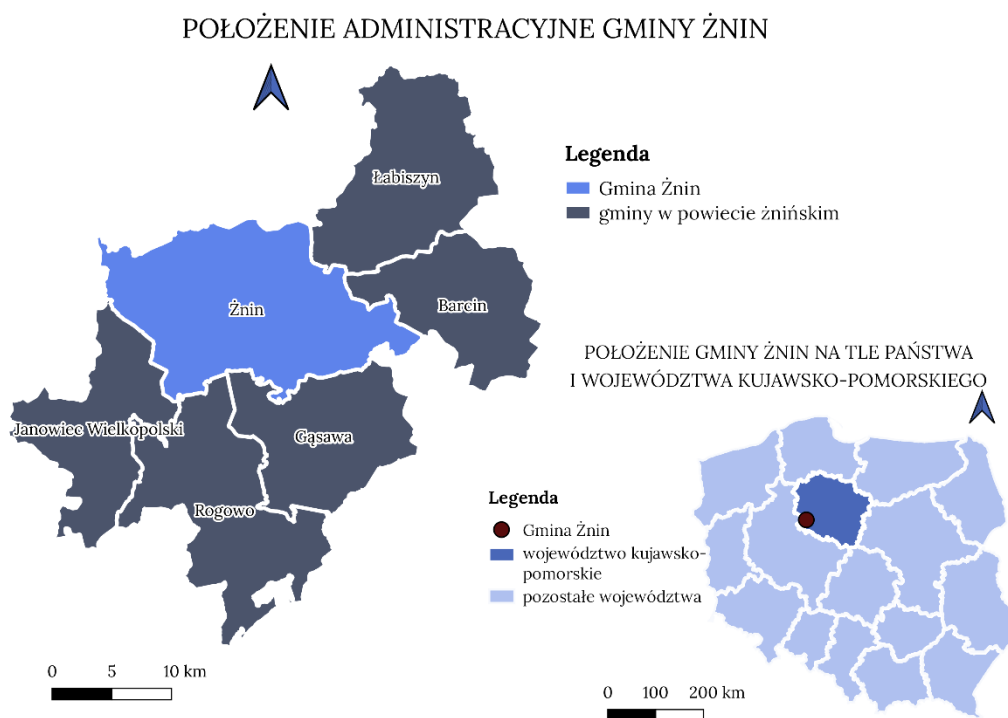 POŁOŻENIE ADMINISTRACYJNE GMINY ŻNIN
Łabiszyn
Legenda
Gmina Żnin
gminy w powiecie żnińskim
Żnin
Barcin
Janowiec Wielkopolski
Gąsawa
Rogowo
0 5 10 km
POŁOŻENIE GMINY ŻNIN NA TLE PAŃSTWA
I WOJEWÓDZTWA KUJAWSKO-POMORSKIEGO
Legenda
Gmina Żnin
województwo kujawsko-
pomorskie
pozostałe województwa
0 100 200 km